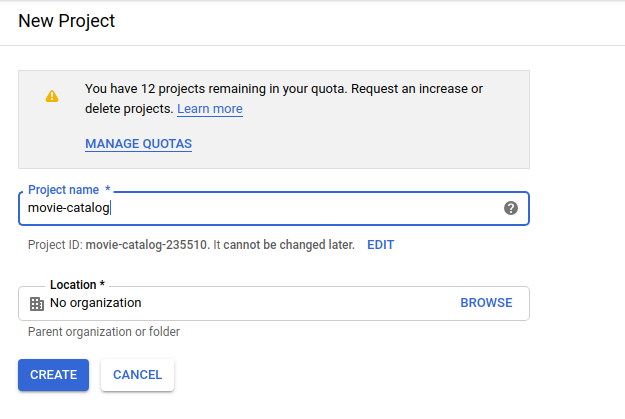 New Project
You have 12 projects remaining in your quota. Request an increase or
delete projects. Learn more
MANAGE QUOTAS
Project name *
movie-catalog
Project ID: movie-catalog-235510. It cannot be changed later. EDIT
Location *
No organization BROWSE
Parent organization or folder
CREATE CANCEL